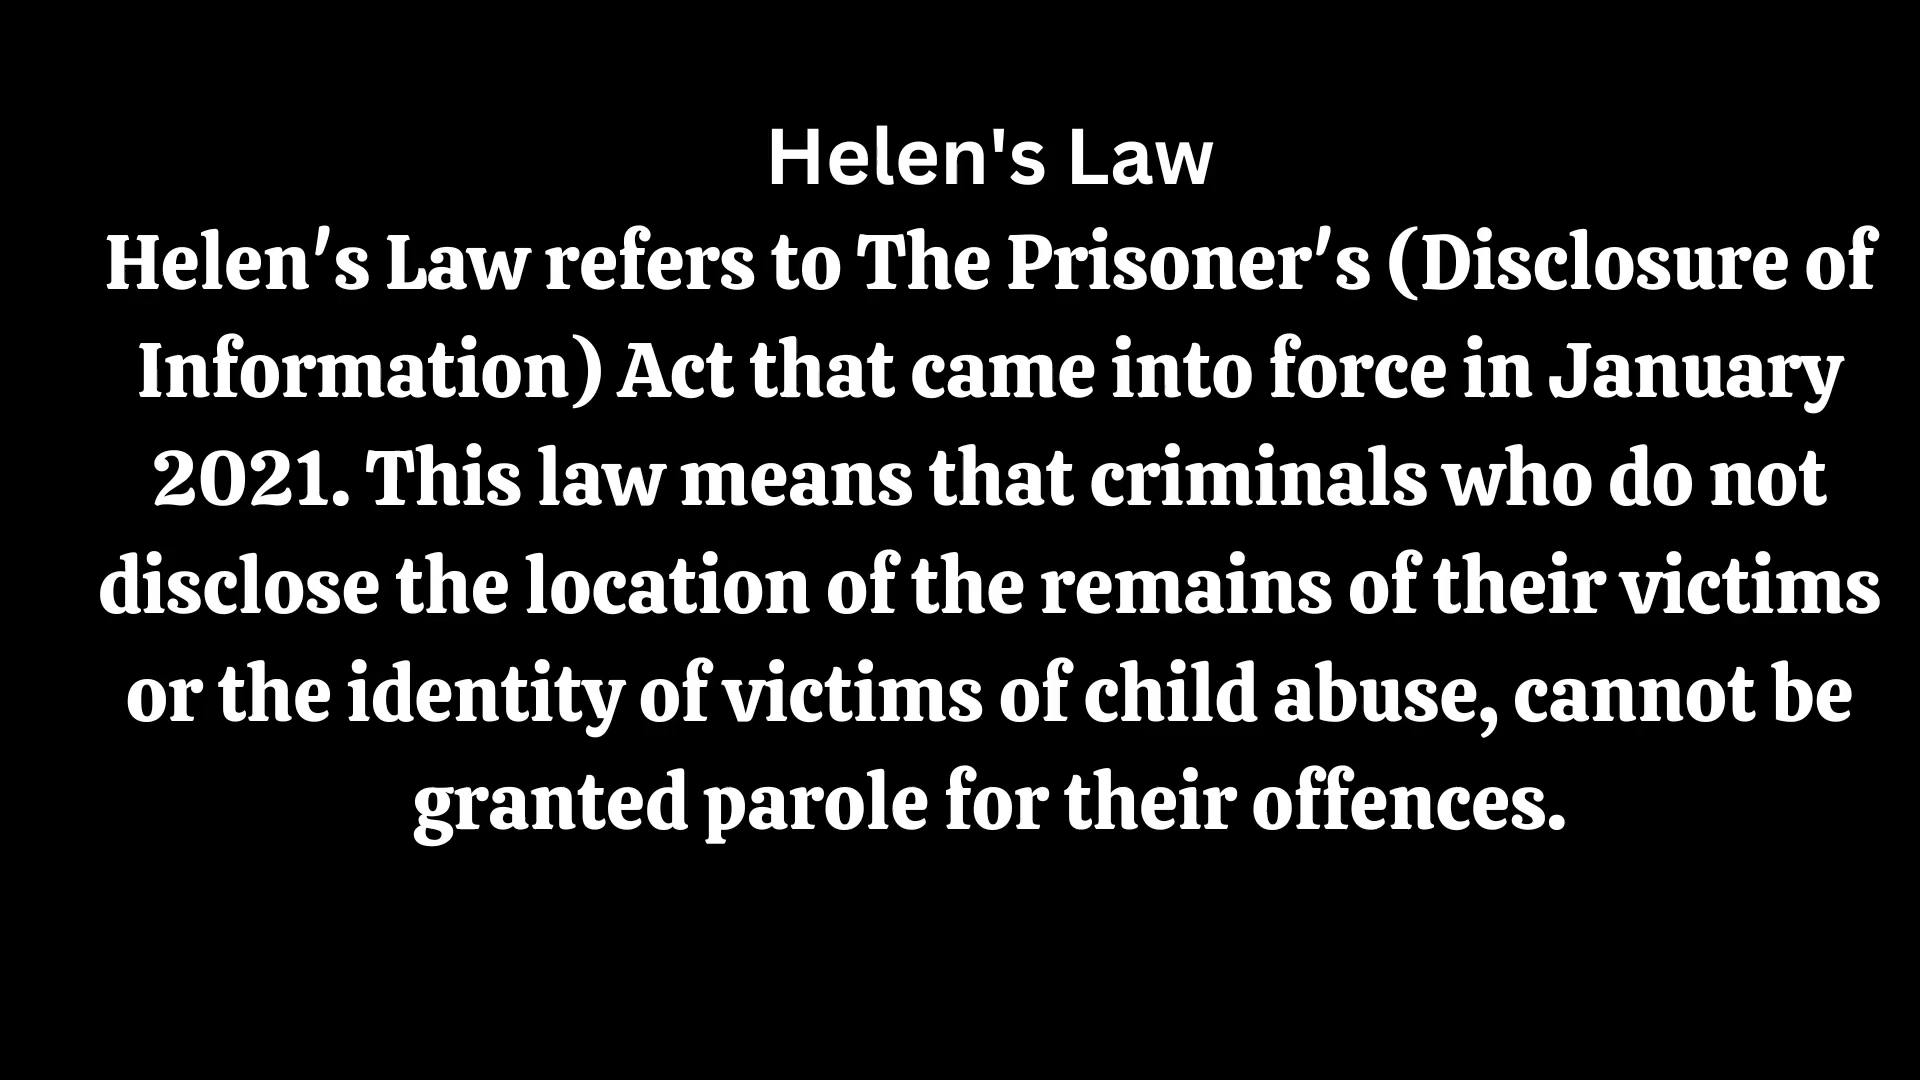 Helen's Law
Helen's Law refers to The Prisoner's (Disclosure of
Information) Act that came into force in January
2021. This law means that criminals who do not
disclose the location of the remains of their victims
or the identity of victims of child abuse, cannot be
granted parole for their offences.